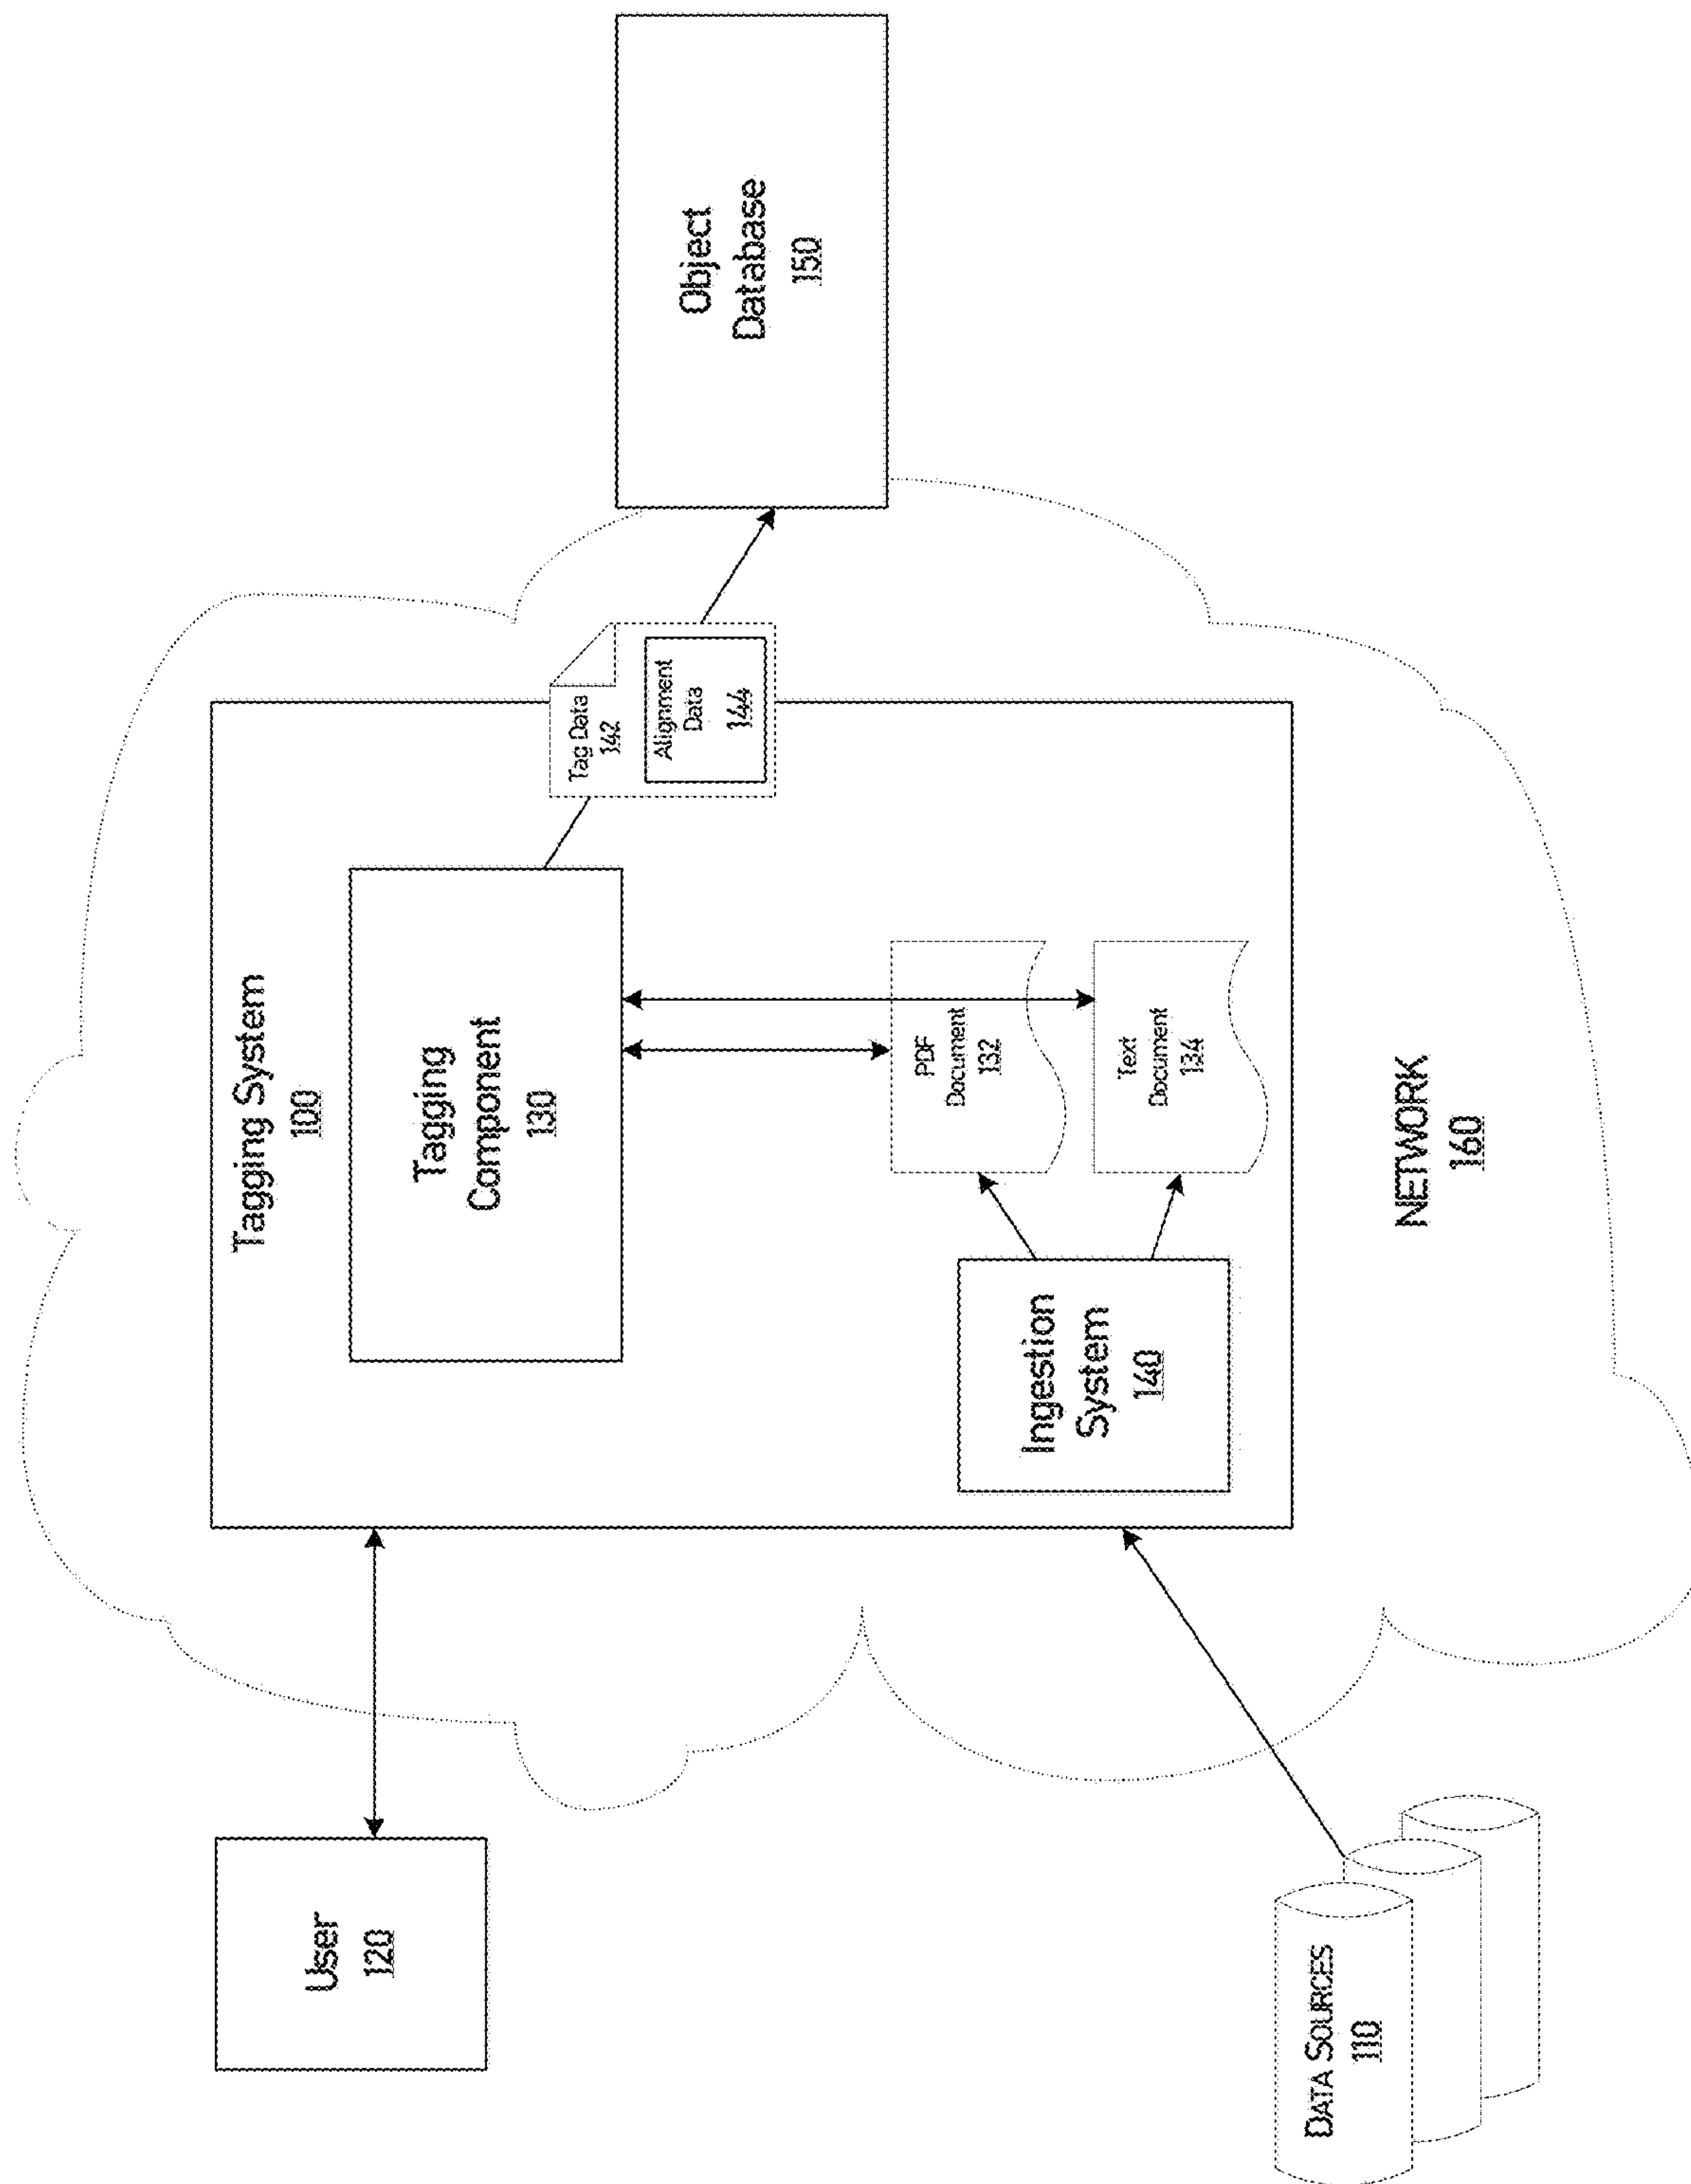 Tagging System
100
User
120
Tagging
Component
130
Tag Data
142
Alignment
Data
144
Object
Database
150
PDF
Document
132
Text
Document
134
Ingestion
System
140
DATA SOURCES
110
NETWORK
160